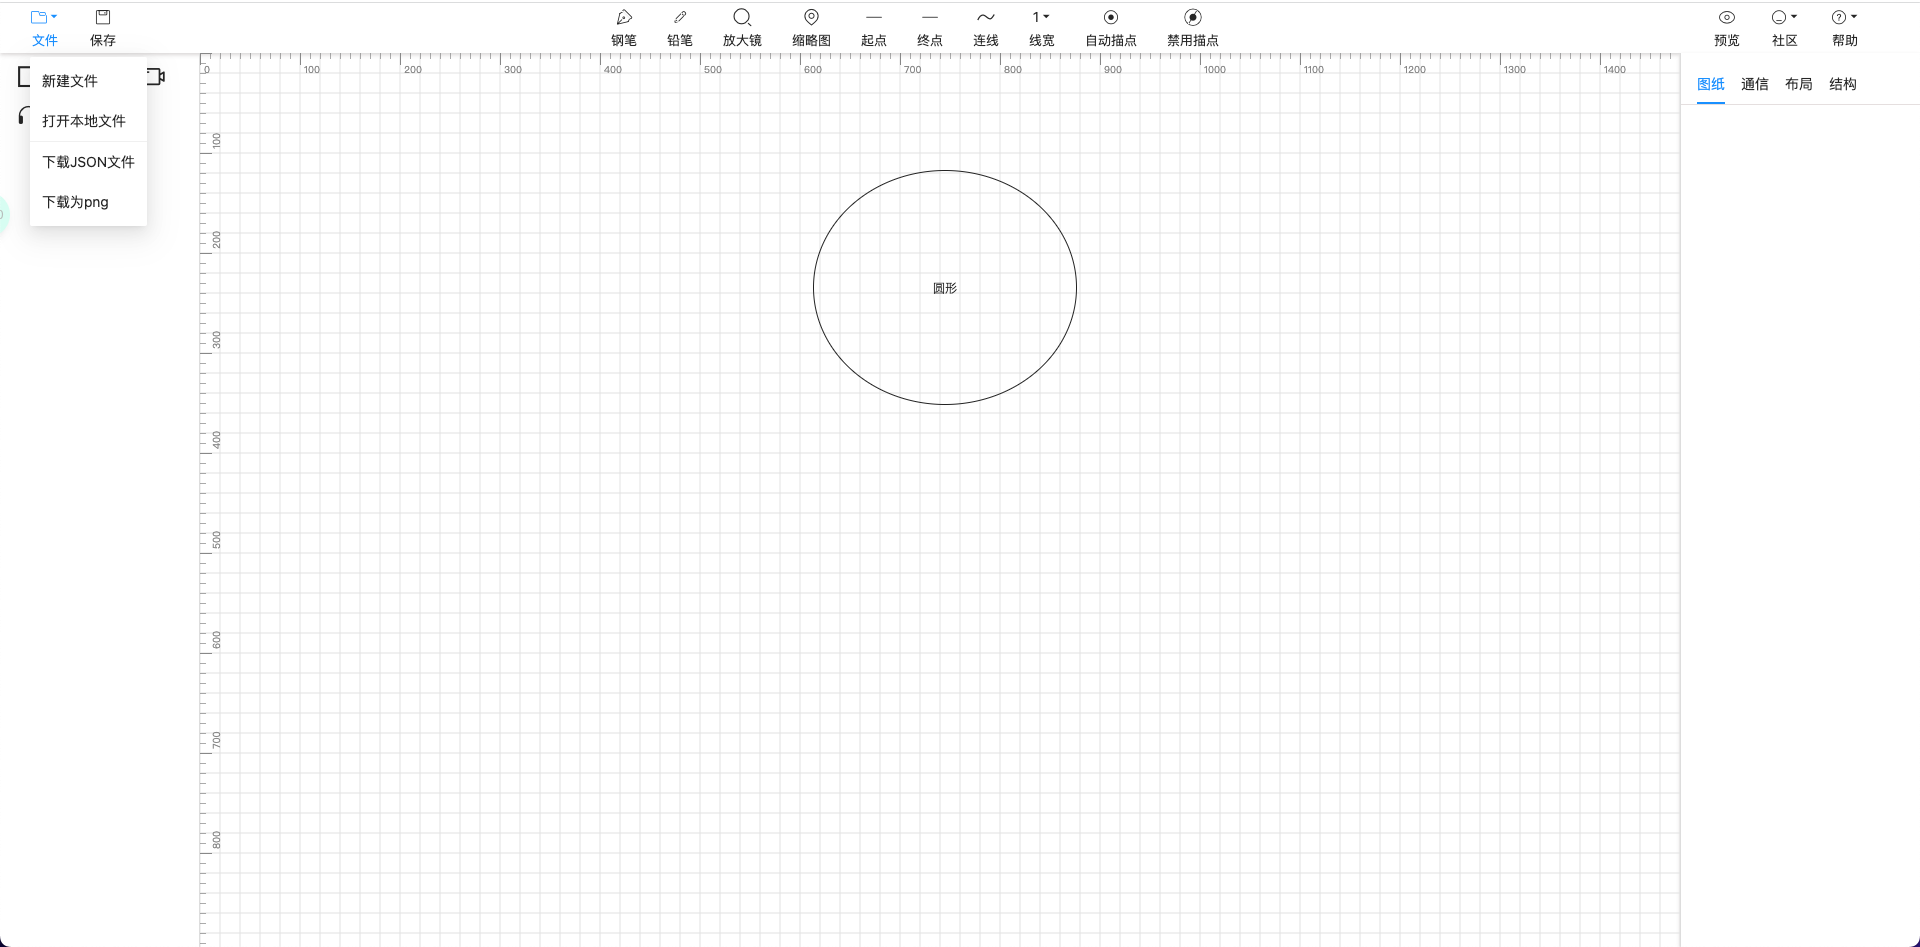 文件 保存 钢笔 铅笔 放大镜 缩略图 起点 终点 连线 1 线宽 自动描点 禁用描点 预览 社区 帮助
新建文件
打开本地文件
下载JSON文件
下载为png
0 100 200 300 400 500 600 700 800 900 1000 1100 1200 1300 1400
100
200
300
400
500
600
700
800
圆形
图纸 通信 布局 结构